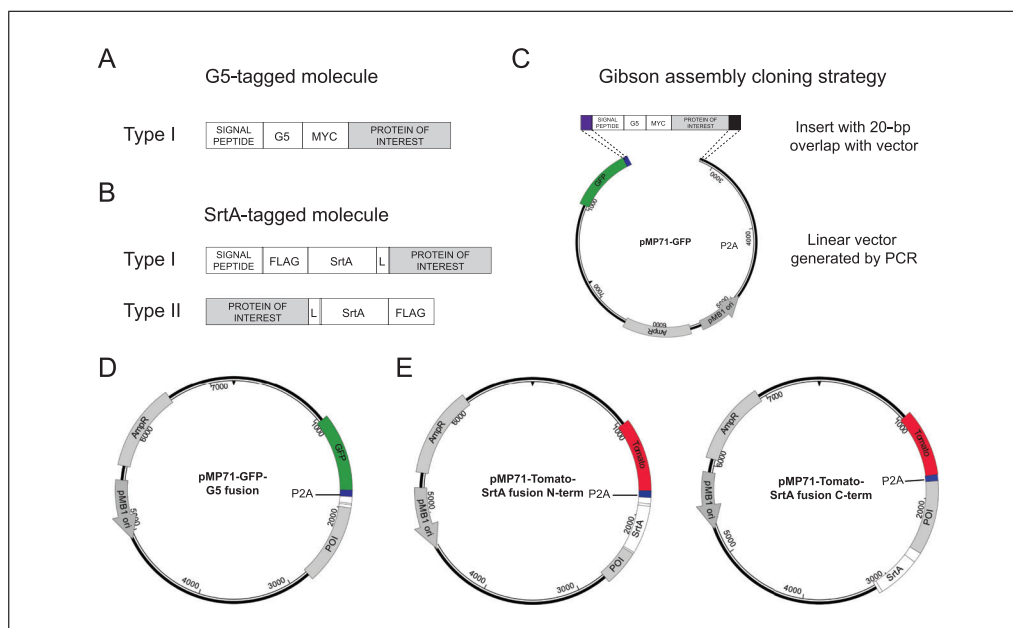 A
G5-tagged molecule
Type I
SIGNAL
PEPTIDE
G5
MYC
PROTEIN OF
INTEREST
B
SrtA-tagged molecule
Type I
SIGNAL
PEPTIDE
FLAG
SrtA
L
PROTEIN OF
INTEREST
Type II
PROTEIN OF
INTEREST
L
SrtA
FLAG
C
Gibson assembly cloning strategy
SIGNAL
PEPTIDE
G5
MYC
PROTEIN OF
INTEREST
Insert with 20-bp
overlap with vector
GFP
1000
3000
4000
5000
6000
7000
pMP71-GFP
P2A
AmpR
pMB1 ori
Linear vector
generated by PCR
D
7000
1000
GFP
P2A
2000
POI
3000
4000
5000
pMB1 ori
6000
AmpR
pMP71-GFP-
G5 fusion
E
7000
1000
Tomato
P2A
2000
SrtA
POI
3000
4000
5000
pMB1 ori
6000
AmpR
pMP71-Tomato-
SrtA fusion N-term
7000
1000
Tomato
P2A
2000
POI
SrtA
3000
4000
5000
pMB1 ori
6000
AmpR
pMP71-Tomato-
SrtA fusion C-term